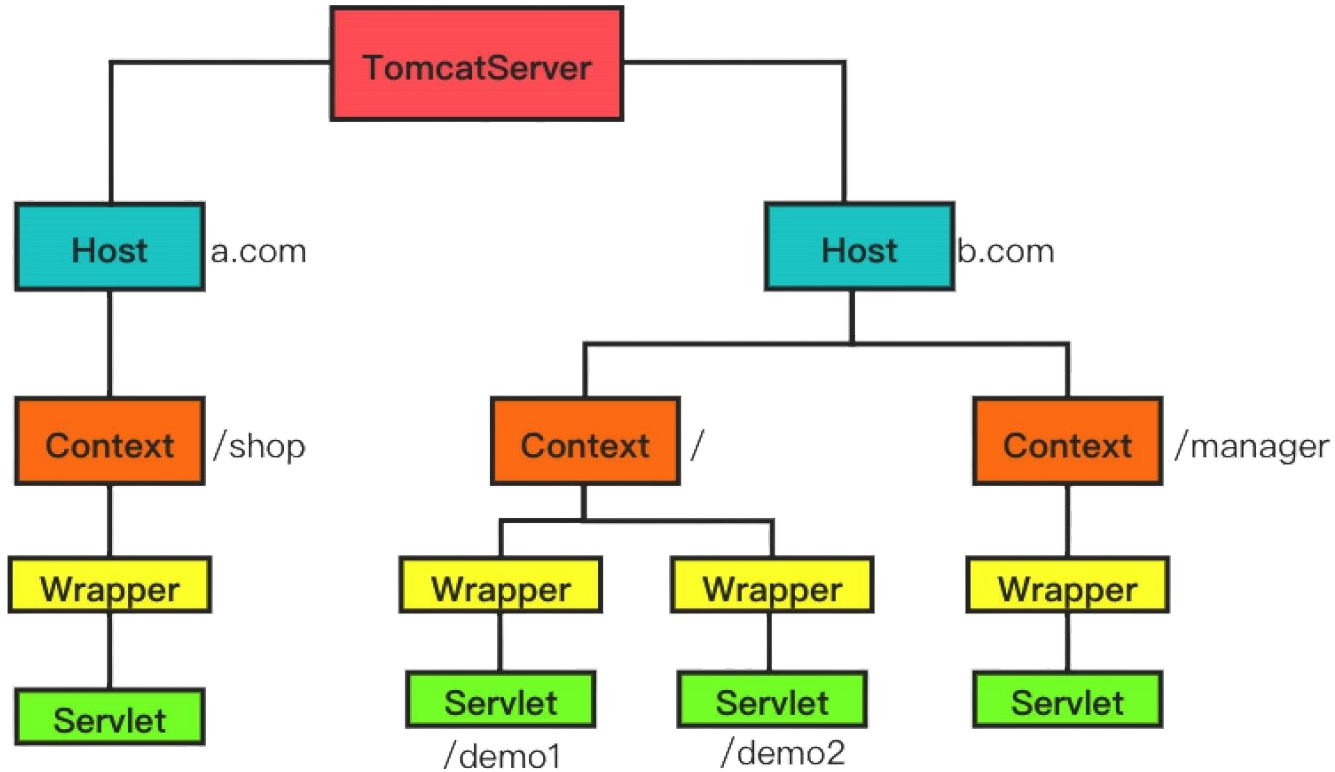 TomcatServer
Host a.com
Host b.com
Context /shop
Context /
Context /manager
Wrapper
Wrapper
Wrapper
Wrapper
Servlet
Servlet
Servlet
Servlet
/demo1
/demo2